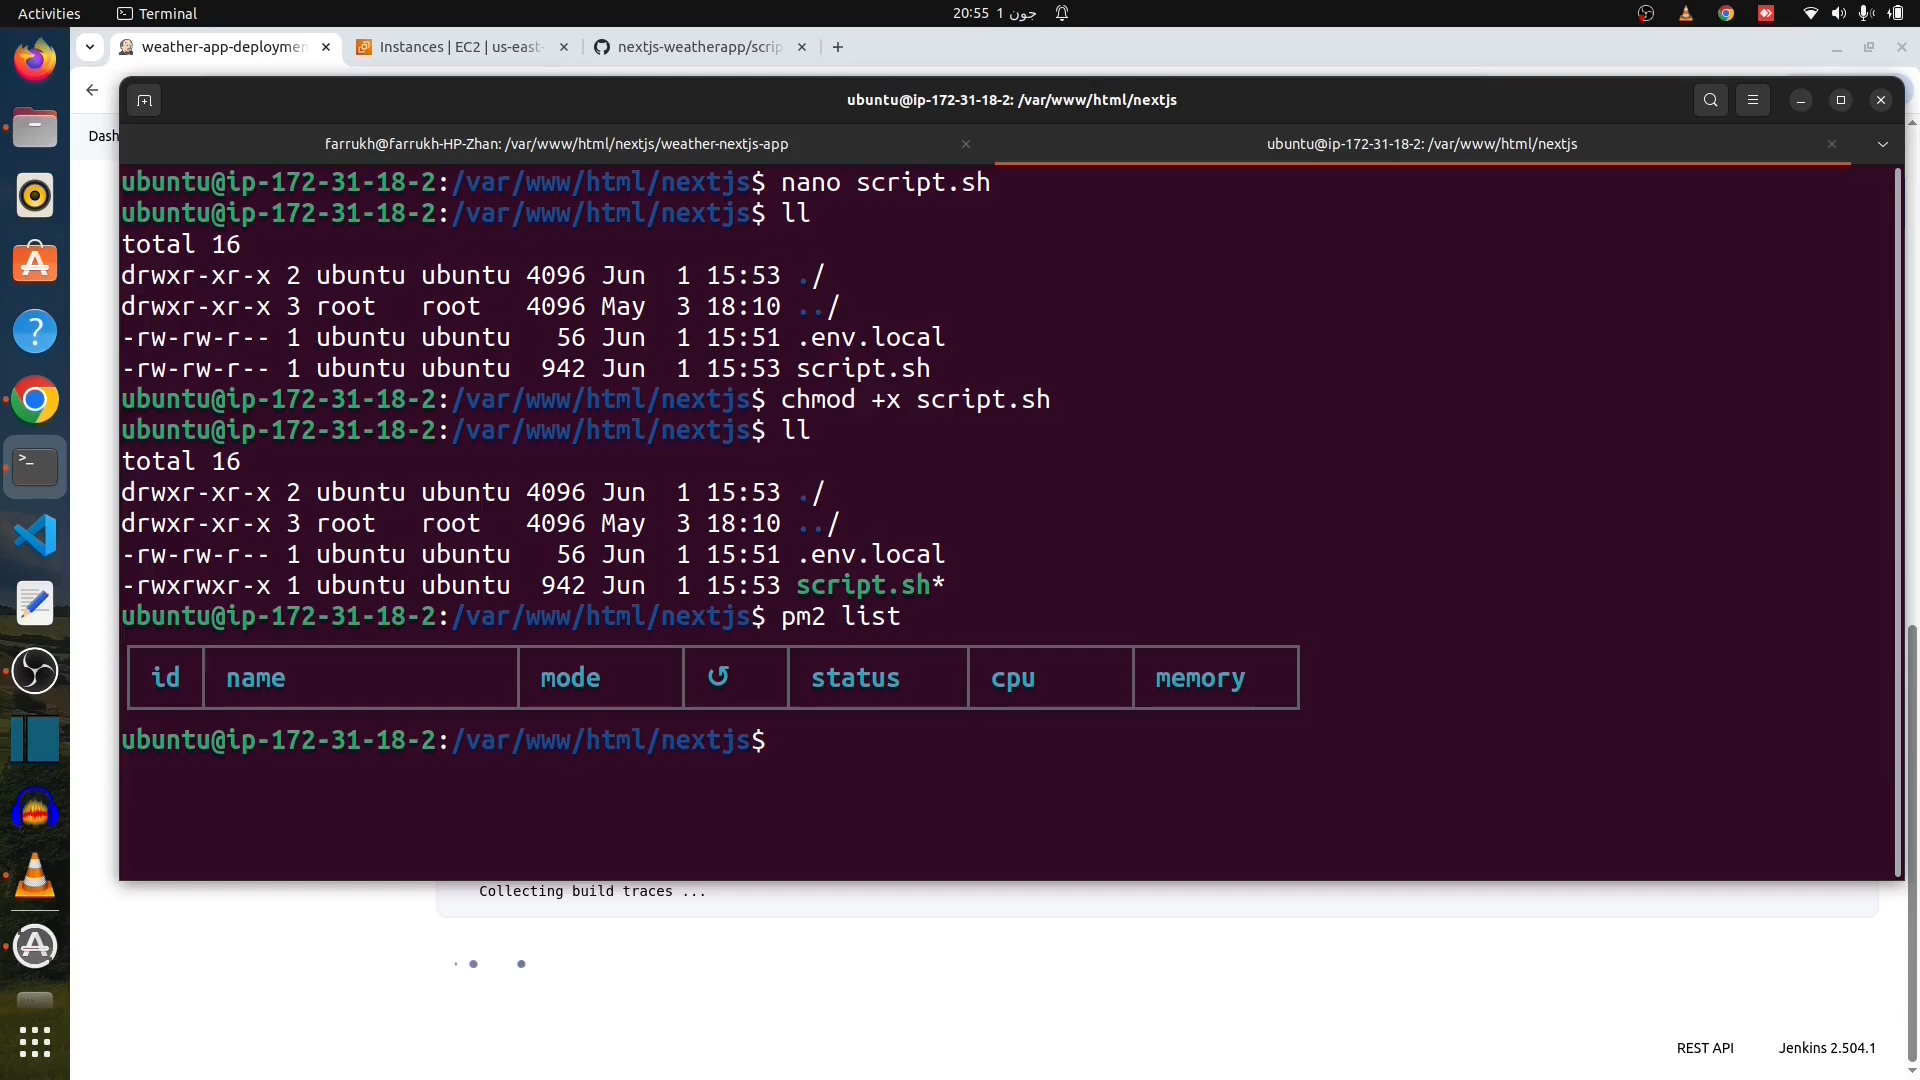 Activities
Terminal
20:55 1 جون
weather-app-deploymen
Instances | EC2 | us-east-
nextjs-weatherapp/scrip
Dash
ubuntu@ip-172-31-18-2: /var/www/html/nextjs
farrukh@farrukh-HP-Zhan: /var/www/html/nextjs/weather-nextjs-app
ubuntu@ip-172-31-18-2: /var/www/html/nextjs
ubuntu@ip-172-31-18-2:/var/www/html/nextjs$ nano script.sh
ubuntu@ip-172-31-18-2:/var/www/html/nextjs$ ll
total 16
drwxr-xr-x 2 ubuntu ubuntu 4096 Jun  1 15:53 ./
drwxr-xr-x 3 root   root   4096 May  3 18:10 ../
-rw-rw-r-- 1 ubuntu ubuntu   56 Jun  1 15:51 .env.local
-rw-rw-r-- 1 ubuntu ubuntu  942 Jun  1 15:53 script.sh
ubuntu@ip-172-31-18-2:/var/www/html/nextjs$ chmod +x script.sh
ubuntu@ip-172-31-18-2:/var/www/html/nextjs$ ll
total 16
drwxr-xr-x 2 ubuntu ubuntu 4096 Jun  1 15:53 ./
drwxr-xr-x 3 root   root   4096 May  3 18:10 ../
-rw-rw-r-- 1 ubuntu ubuntu   56 Jun  1 15:51 .env.local
-rwxrwxr-x 1 ubuntu ubuntu  942 Jun  1 15:53 script.sh*
ubuntu@ip-172-31-18-2:/var/www/html/nextjs$ pm2 list
id name mode ↺ status cpu memory
ubuntu@ip-172-31-18-2:/var/www/html/nextjs$
Collecting build traces ...
REST API
Jenkins 2.504.1